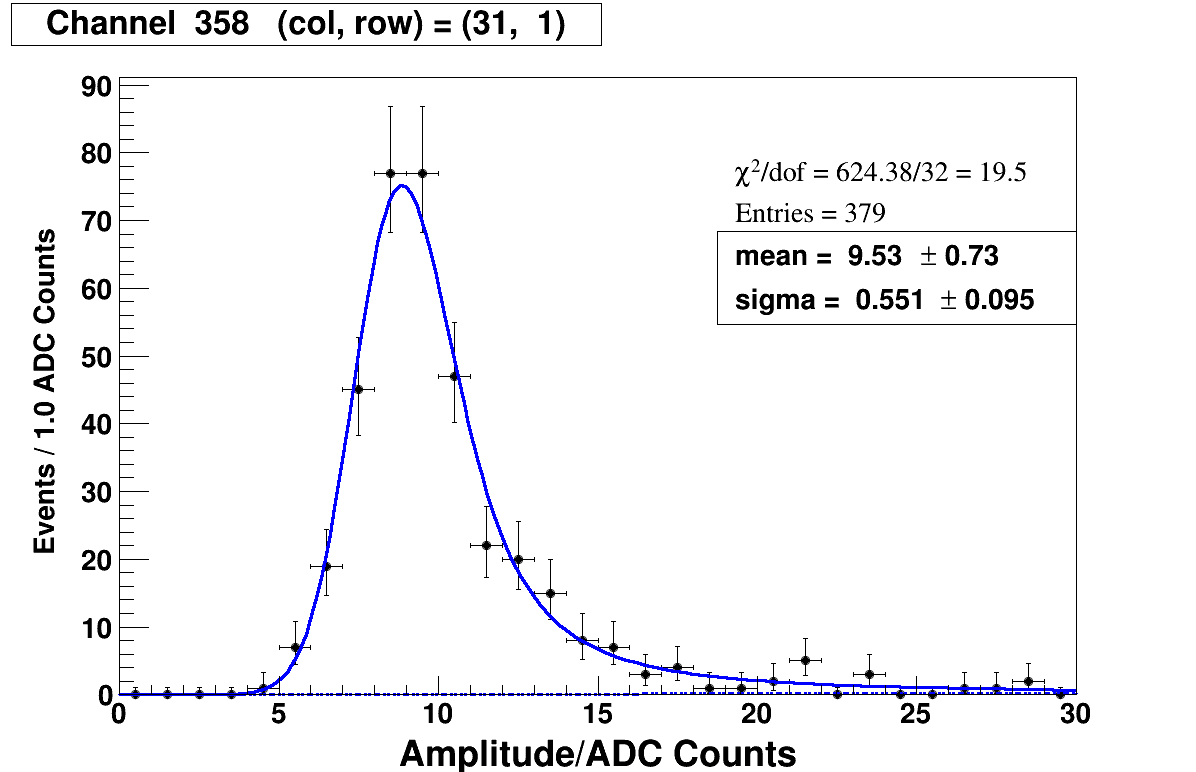 Channel 358 (col, row) = (31, 1)
90
80
70
60
50
40
30
20
10
0
Events / 1.0 ADC Counts
χ²/dof = 624.38/32 = 19.5
Entries = 379
mean = 9.53 ± 0.73
sigma = 0.551 ± 0.095
0 5 10 15 20 25 30
Amplitude/ADC Counts